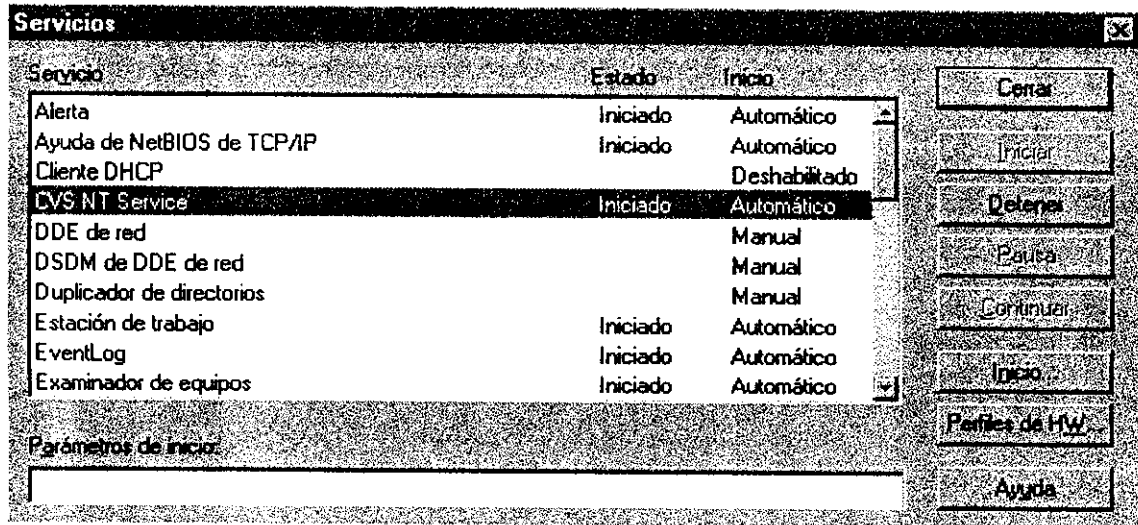 Servicios
Servicio Estado Inicio
Alerta Iniciado Automático
Ayuda de NetBIOS de TCP/IP Iniciado Automático
Cliente DHCP Deshabilitado
CVS NT Service Iniciado Automático
DDE de red Manual
DSDM de DDE de red Manual
Duplicador de directorios Manual
Estación de trabajo Iniciado Automático
EventLog Iniciado Automático
Examinador de equipos Iniciado Automático
Parámetros de inicio:
Cerrar
Iniciar
Detener
Pausa
Continuar
Inicio...
Perfiles de HW...
Ayuda